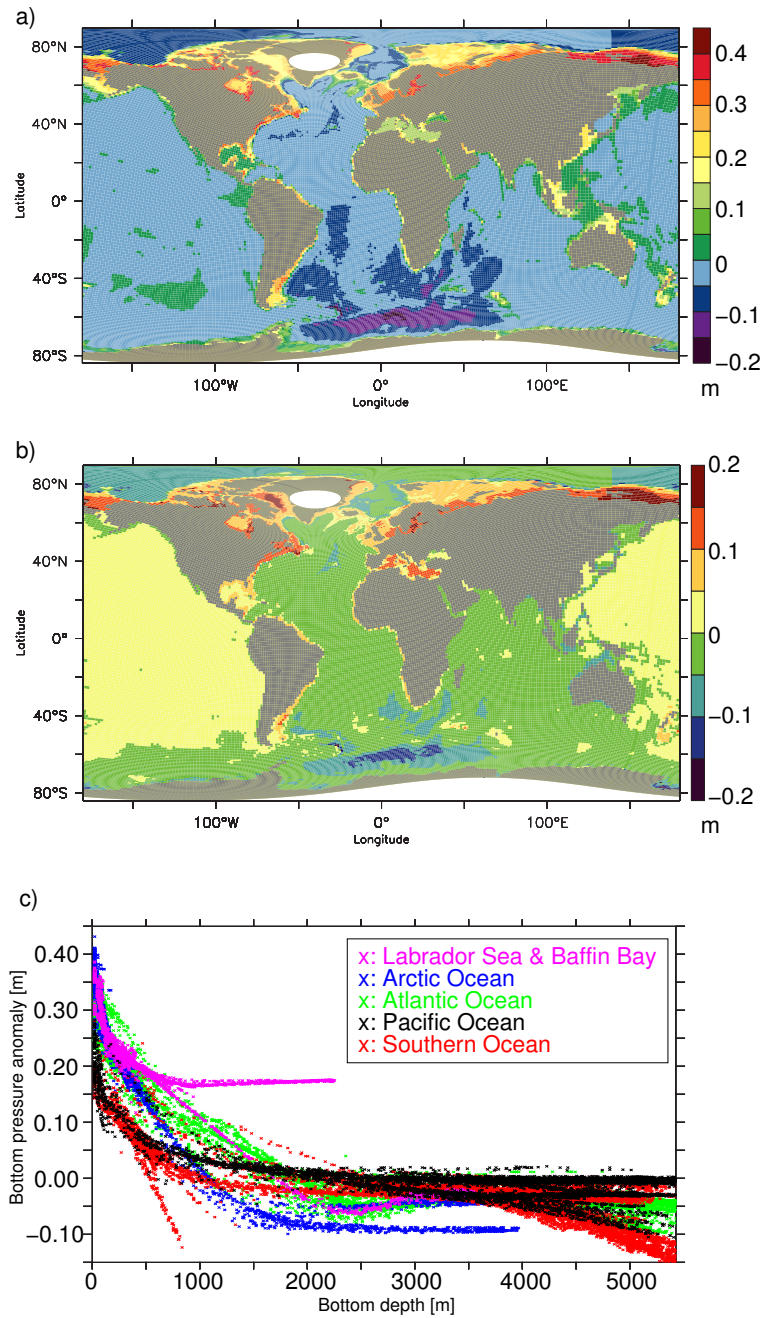 a)
80°N
40°N
0°
40°S
80°S
Latitude
100°W 0° 100°E
Longitude
0.4
0.3
0.2
0.1
0
−0.1
−0.2
m
b)
80°N
40°N
0°
40°S
80°S
Latitude
100°W 0° 100°E
Longitude
0.2
0.1
0
−0.1
−0.2
m
c)
Bottom pressure anomaly [m]
0.40
0.30
0.20
0.10
0.00
−0.10
x: Labrador Sea & Baffin Bay
x: Arctic Ocean
x: Atlantic Ocean
x: Pacific Ocean
x: Southern Ocean
0 1000 2000 3000 4000 5000
Bottom depth [m]